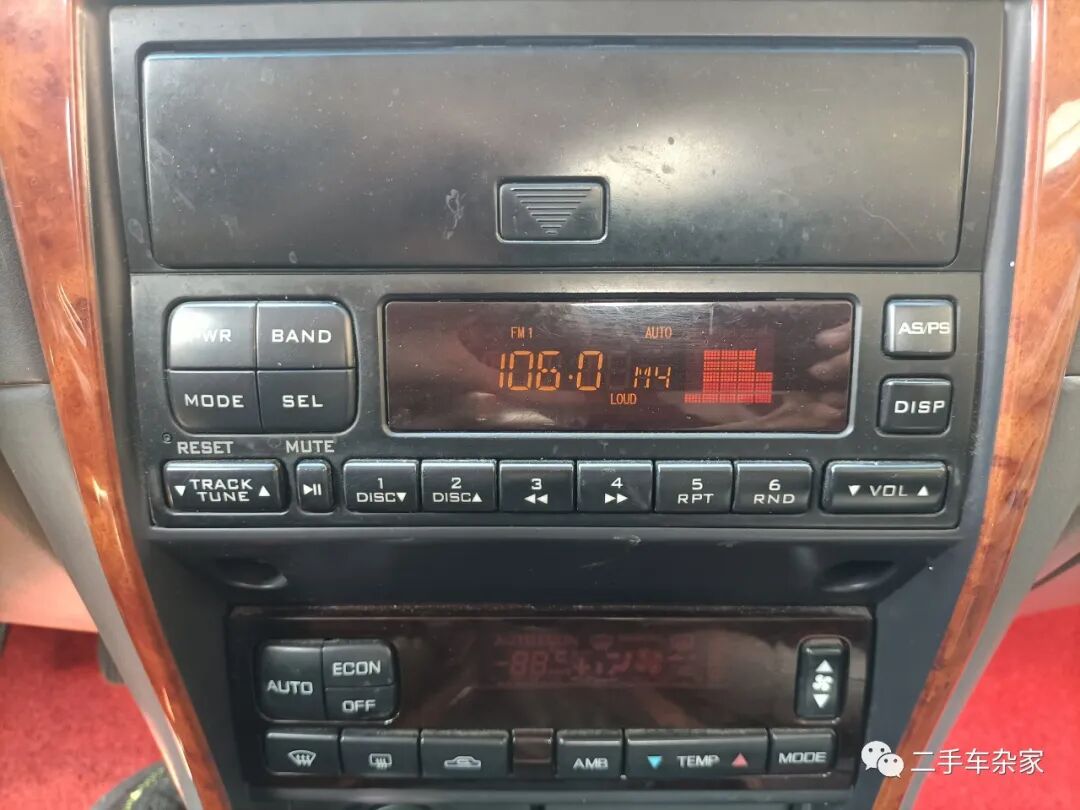 PWR BAND
MODE SEL
FM 1 AUTO
106.0 M4
LOUD
AS/PS
DISP
RESET MUTE
TRACK
TUNE
1
DISC
2
DISC
3
4
5
RPT
6
RND
VOL
AUTO
ECON
OFF
AMB
TEMP
MODE
二手车杂家